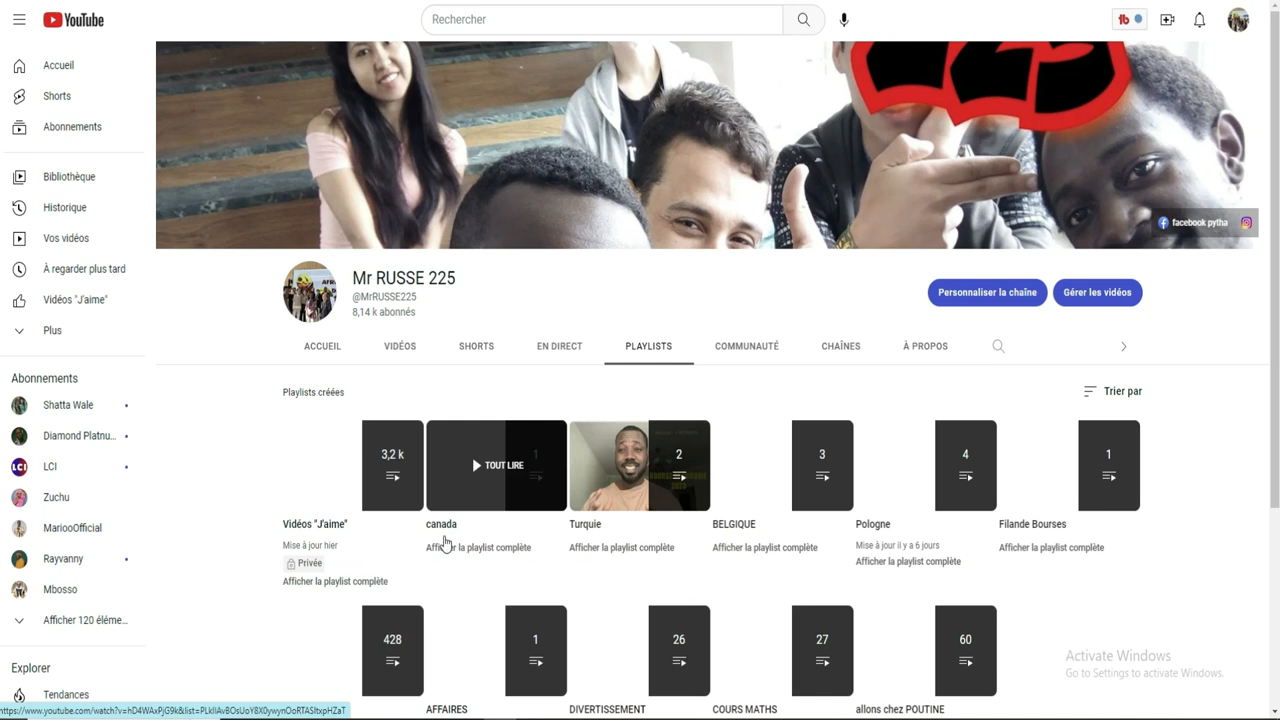 YouTube
Rechercher
Accueil
Shorts
Abonnements
Bibliothèque
Historique
Vos vidéos
À regarder plus tard
Vidéos "J'aime"
Plus
Abonnements
Shatta Wale
Diamond Platnu...
LCI
Zuchu
MariooOfficial
Rayvanny
Mbosso
Afficher 120 éléme...
Explorer
Tendances
225
facebook pytha
Mr RUSSE 225
@MrRUSSE225
8,14 k abonnés
Personnaliser la chaîne
Gérer les vidéos
ACCUEIL VIDÉOS SHORTS EN DIRECT PLAYLISTS COMMUNAUTÉ CHAÎNES À PROPOS
Playlists créées
Trier par
3,2 k
TOUT LIRE
1
2
3
4
1
Vidéos "J'aime"
canada
Turquie
BELGIQUE
Pologne
Filande Bourses
Mise à jour hier
Afficher la playlist complète
Afficher la playlist complète
Afficher la playlist complète
Mise à jour il y a 6 jours
Afficher la playlist complète
Privée
Afficher la playlist complète
Afficher la playlist complète
428
1
26
27
60
AFFAIRES
DIVERTISSEMENT
COURS MATHS
allons chez POUTINE
Activate Windows
Go to Settings to activate Windows.